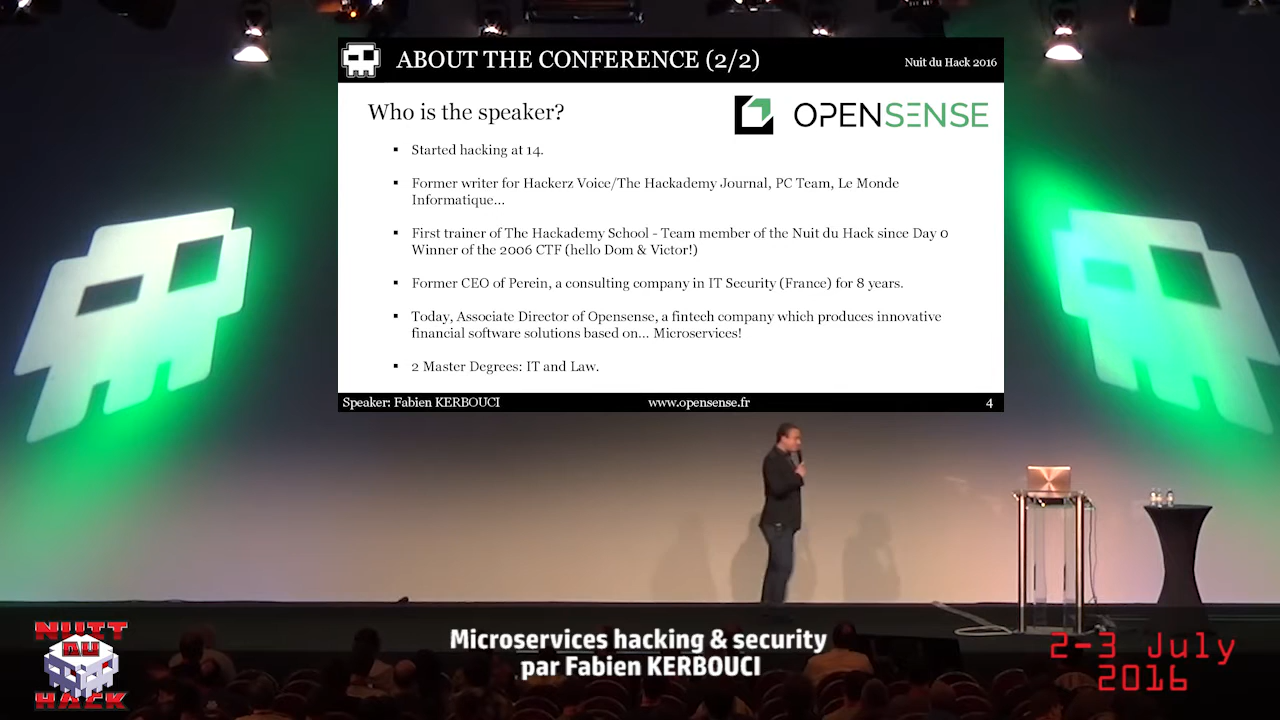 ABOUT THE CONFERENCE (2/2)
Nuit du Hack 2016
Who is the speaker?
OPENSENSE
▪ Started hacking at 14.
▪ Former writer for Hackerz Voice/The Hackademy Journal, PC Team, Le Monde
Informatique...
▪ First trainer of The Hackademy School - Team member of the Nuit du Hack since Day 0
Winner of the 2006 CTF (hello Dom & Victor!)
▪ Former CEO of Perein, a consulting company in IT Security (France) for 8 years.
▪ Today, Associate Director of Opensense, a fintech company which produces innovative
financial software solutions based on... Microservices!
▪ 2 Master Degrees: IT and Law.
Speaker: Fabien KERBOUCI
www.opensense.fr
4
NUIT
DU
HACK
Microservices hacking & security
par Fabien KERBOUCI
2-3 July
2016